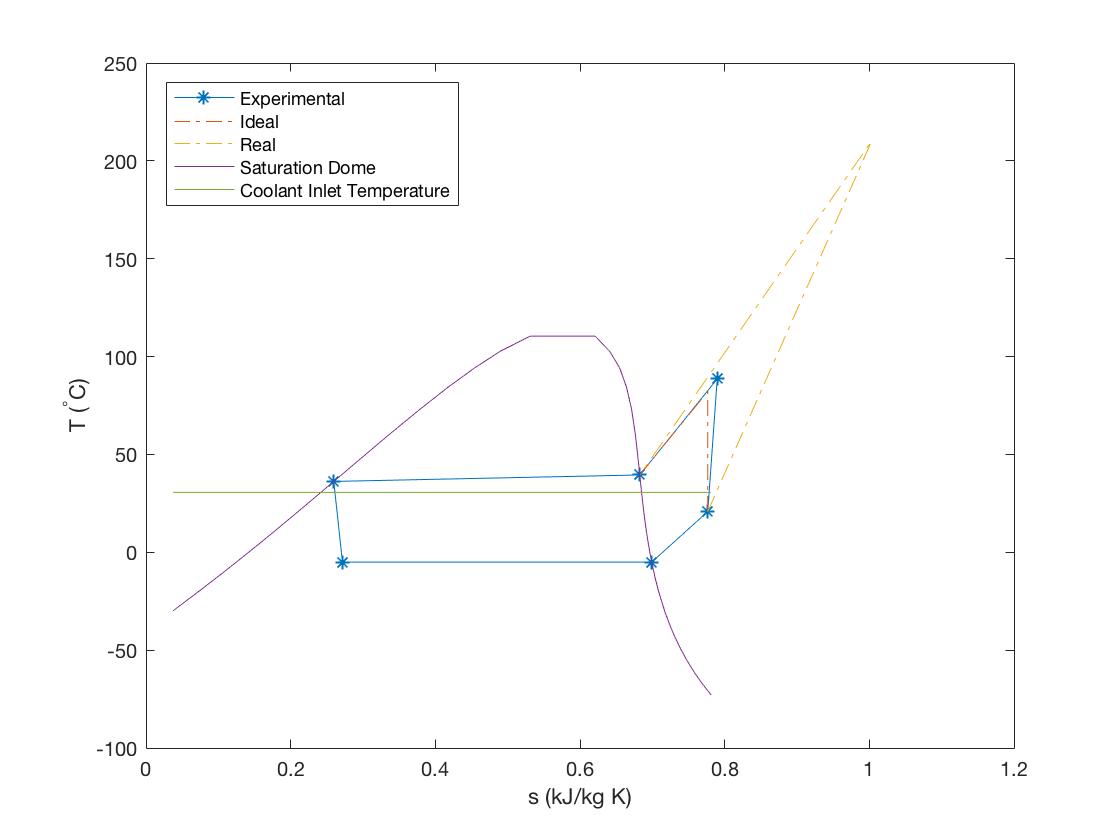 250
200
150
100
50
0
-50
-100
T (°C)
Experimental
Ideal
Real
Saturation Dome
Coolant Inlet Temperature
0 0.2 0.4 0.6 0.8 1 1.2
s (kJ/kg K)